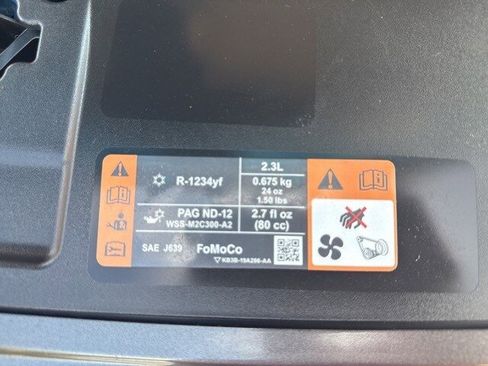 2.3L
R-1234yf
0.675 kg
24 oz
1.50 lbs
PAG ND-12
WSS-M2C300-A2
2.7 fl oz
(80 cc)
SAE J639 FoMoCo
KB3B-19A266-AA